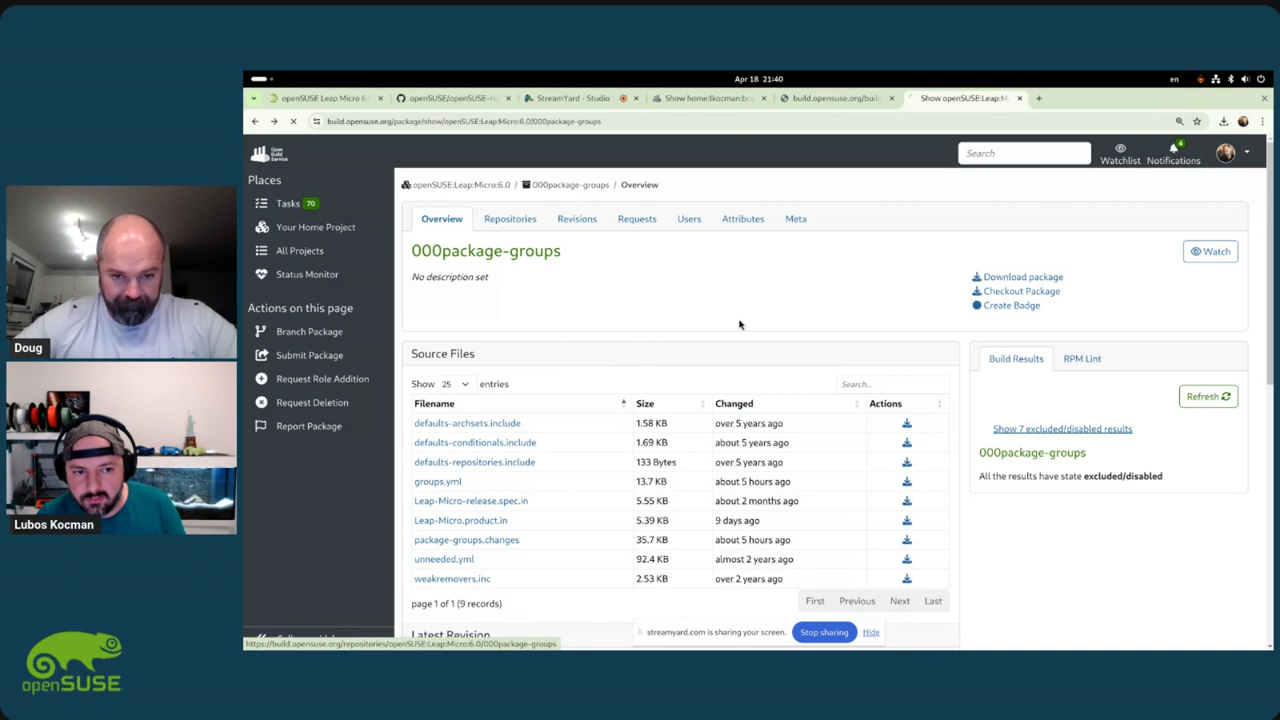 Apr 18 21:40
en
openSUSE Leap Micro 6.
openSUSE/openSUSE-re
StreamYard - Studio
Show home:lkocman:bra
build.opensuse.org/buil
Show openSUSE:Leap:M
build.opensuse.org/package/show/openSUSE:Leap:Micro:6.0/000package-groups
Open Build Service
Search
Watchlist
4
Notifications
Places
Tasks 70
Your Home Project
All Projects
Status Monitor
Actions on this page
Branch Package
Submit Package
Request Role Addition
Request Deletion
Report Package
openSUSE:Leap:Micro:6.0 / 000package-groups / Overview
Overview Repositories Revisions Requests Users Attributes Meta
000package-groups
Watch
No description set
Download package
Checkout Package
Create Badge
Source Files
Show 25 entries
Search...
Filename Size Changed Actions
defaults-archsets.include 1.58 KB over 5 years ago
defaults-conditionals.include 1.69 KB about 5 years ago
defaults-repositories.include 133 Bytes over 5 years ago
groups.yml 13.7 KB about 5 hours ago
Leap-Micro-release.spec.in 5.55 KB about 2 months ago
Leap-Micro.product.in 5.39 KB 9 days ago
package-groups.changes 35.7 KB about 5 hours ago
unneeded.yml 92.4 KB almost 2 years ago
weakremovers.inc 2.53 KB over 2 years ago
page 1 of 1 (9 records)
First Previous Next Last
Latest Revision
Build Results RPM Lint
Refresh
Show 7 excluded/disabled results
000package-groups
All the results have state excluded/disabled
streamyard.com is sharing your screen. Stop sharing Hide
https://build.opensuse.org/repositories/openSUSE:Leap:Micro:6.0/000package-groups
Doug
Lubos Kocman
openSUSE